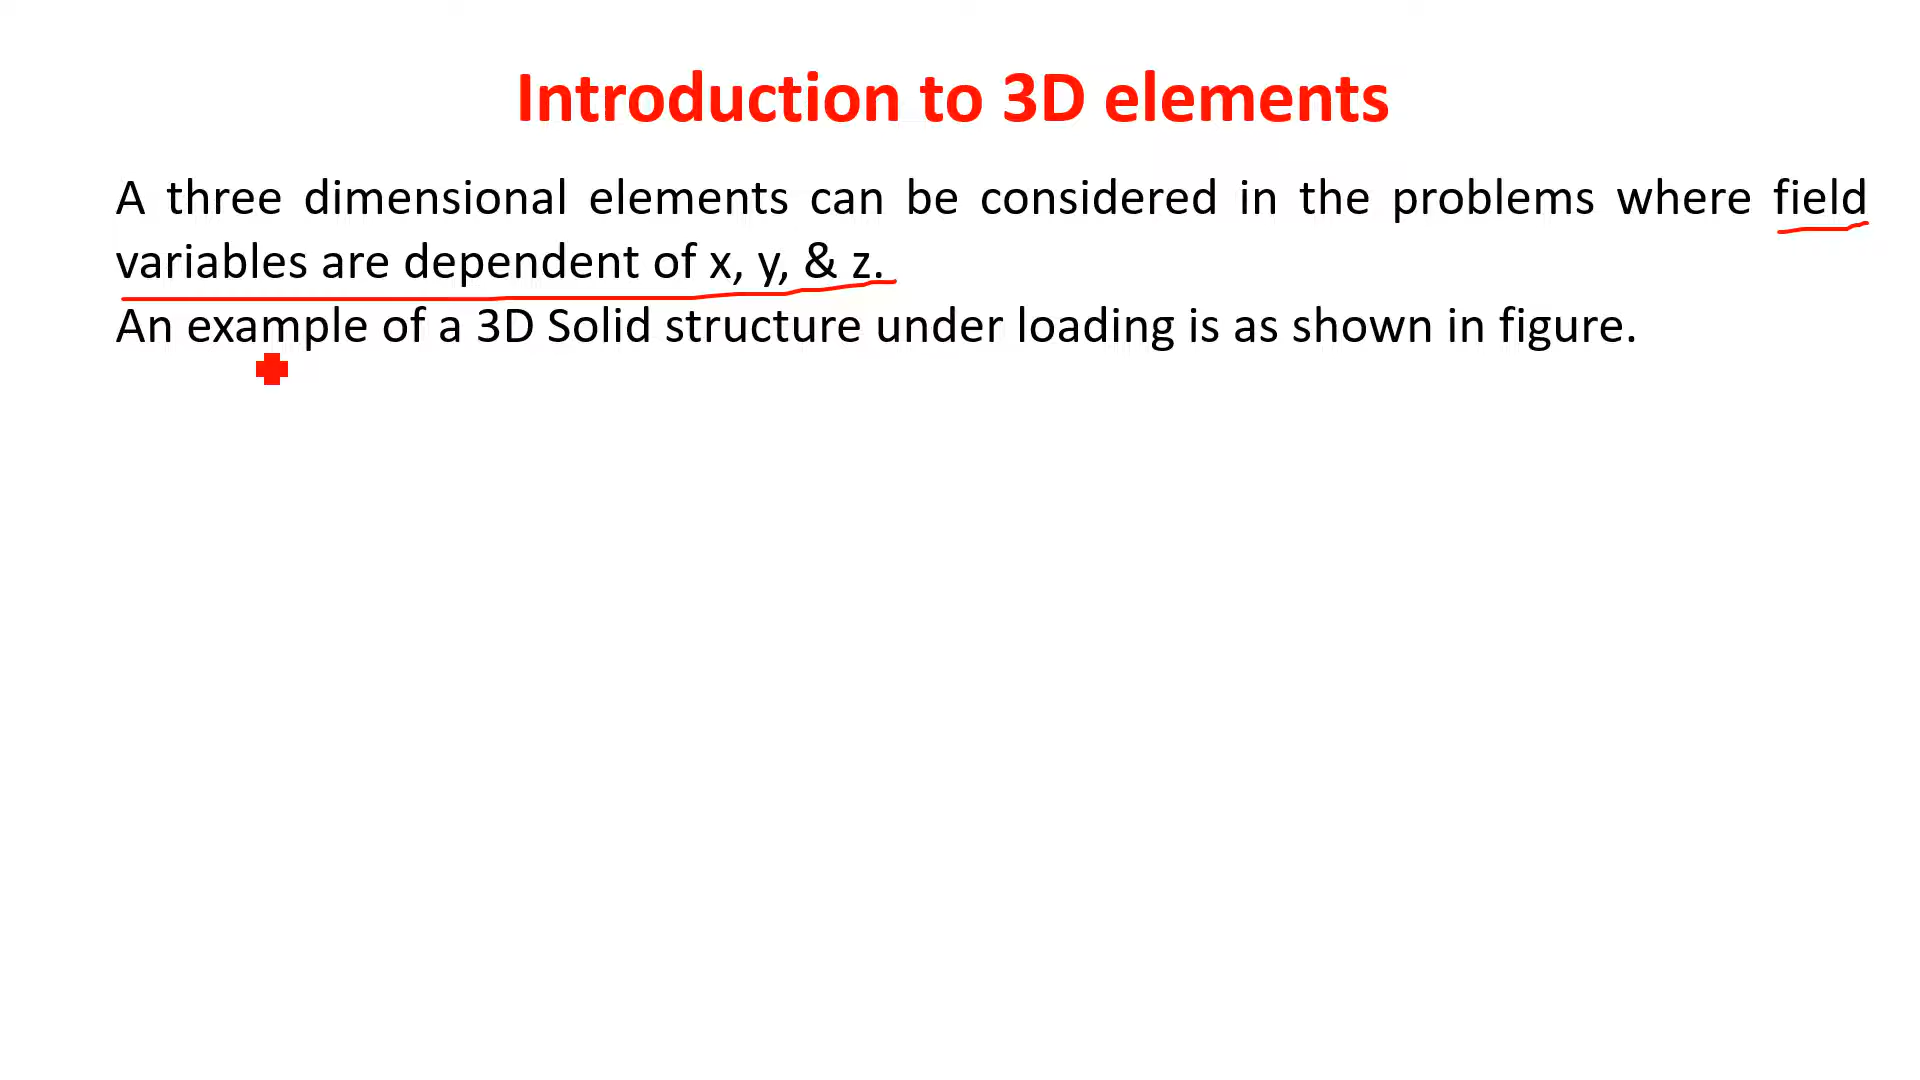 Introduction to 3D elements
A three dimensional elements can be considered in the problems where field
variables are dependent of x, y, & z.
An example of a 3D Solid structure under loading is as shown in figure.